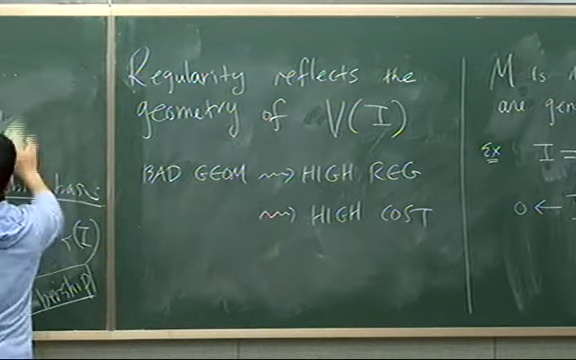 Regularity reflects the
geometry of V(I)
BAD GEOM ⇝ HIGH REG
⇝ HIGH COST
M is
are gen
Ex I =
0 ← I
r(I)